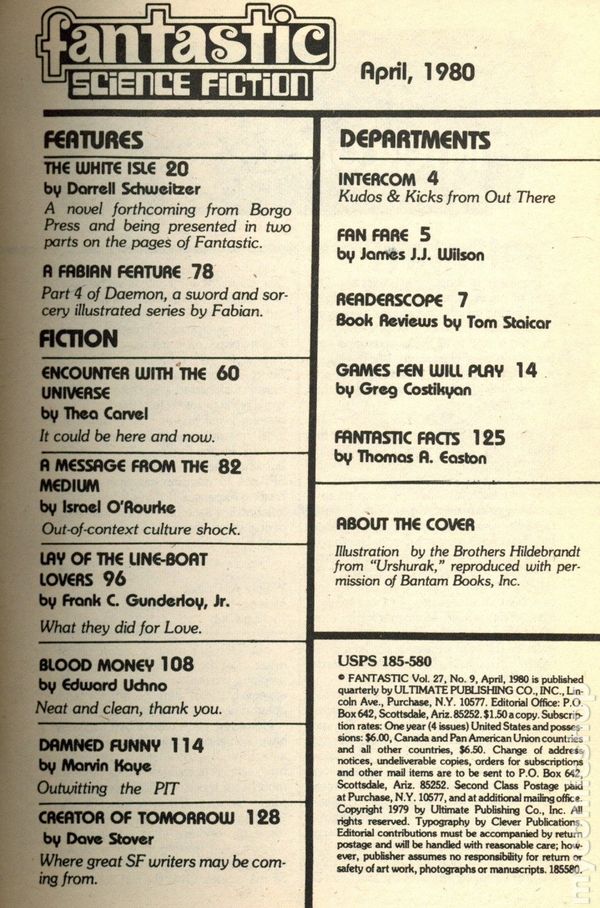 fantastic
SCIENCE FICTION
April, 1980
FEATURES
THE WHITE ISLE 20
by Darrell Schweitzer
A novel forthcoming from Borgo
Press and being presented in two
parts on the pages of Fantastic.
A FABIAN FEATURE 78
Part 4 of Daemon, a sword and sor-
cery illustrated series by Fabian.
FICTION
ENCOUNTER WITH THE 60
UNIVERSE
by Thea Carvel
It could be here and now.
A MESSAGE FROM THE 82
MEDIUM
by Israel O'Rourke
Out-of-context culture shock.
LAY OF THE LINE-BOAT
LOVERS 96
by Frank C. Gunderloy, Jr.
What they did for Love.
BLOOD MONEY 108
by Edward Uchno
Neat and clean, thank you.
DAMNED FUNNY 114
by Marvin Kaye
Outwitting the PIT
CREATOR OF TOMORROW 128
by Dave Stover
Where great SF writers may be com-
ing from.
DEPARTMENTS
INTERCOM 4
Kudos & Kicks from Out There
FAN FARE 5
by James J.J. Wilson
READERSCOPE 7
Book Reviews by Tom Staicar
GAMES FEN WILL PLAY 14
by Greg Costikyan
FANTASTIC FACTS 125
by Thomas A. Easton
ABOUT THE COVER
Illustration by the Brothers Hildebrandt
from "Urshurak," reproduced with per-
mission of Bantam Books, Inc.
USPS 185-580
© FANTASTIC Vol. 27, No. 9, April, 1980 is published
quarterly by ULTIMATE PUBLISHING CO., INC., Lin-
coln Ave., Purchase, N.Y. 10577. Editorial Office: P.O.
Box 642, Scottsdale, Ariz. 85252. $1.50 a copy. Subscrip-
tion rates: One year (4 issues) United States and posses-
sions: $6.00, Canada and Pan American Union countries
and all other countries, $6.50. Change of address
notices, undeliverable copies, orders for subscriptions
and other mail items are to be sent to P.O. Box 642,
Scottsdale, Ariz. 85252. Second Class Postage paid
at Purchase, N.Y. 10577, and at additional mailing office.
Copyright 1979 by Ultimate Publishing Co., Inc. All
rights reserved. Typography by Clever Publications.
Editorial contributions must be accompanied by return
postage and will be handled with reasonable care; how-
ever, publisher assumes no responsibility for return or
safety of art work, photographs or manuscripts. 185580.